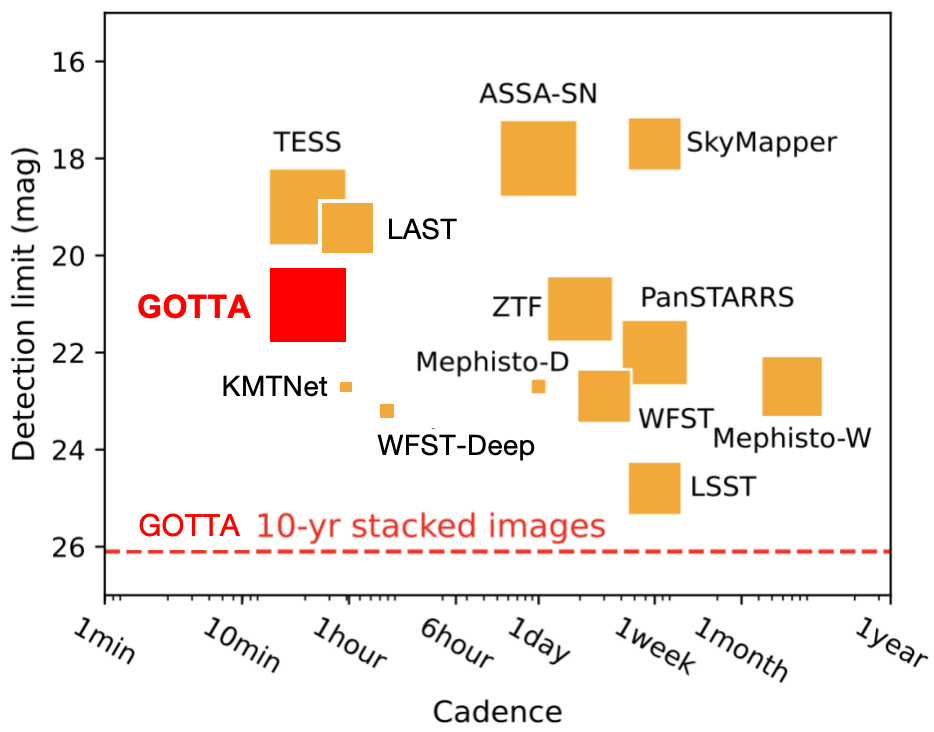 16
ASSA-SN
TESS
18
SkyMapper
LAST
20
GOTTA
ZTF
PanSTARRS
22
Mephisto-D
KMTNet
WFST
Mephisto-W
24
WFST-Deep
LSST
GOTTA 10-yr stacked images
26
Detection limit (mag)
1min
10min
1hour
6hour
1day
1week
1month
1year
Cadence